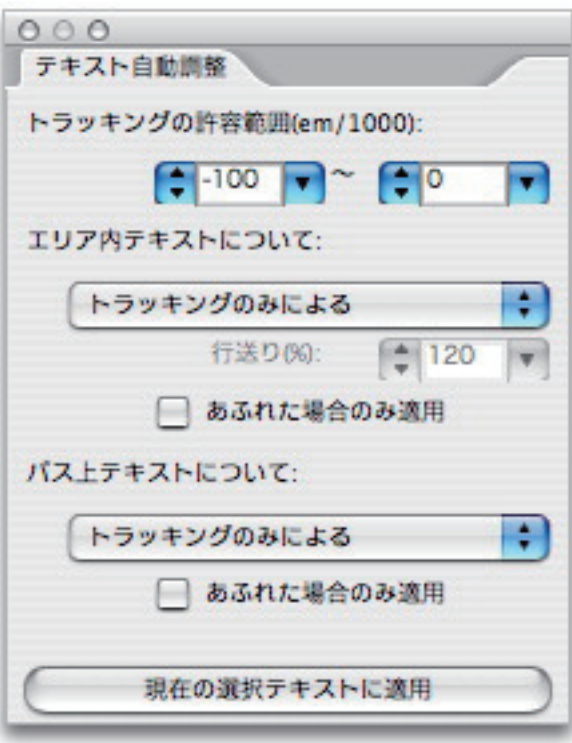 テキスト自動調整
トラッキングの許容範囲(em/1000):
-100 〜 0
エリア内テキストについて:
トラッキングのみによる
行送り(%): 120
あふれた場合のみ適用
パス上テキストについて:
トラッキングのみによる
あふれた場合のみ適用
現在の選択テキストに適用